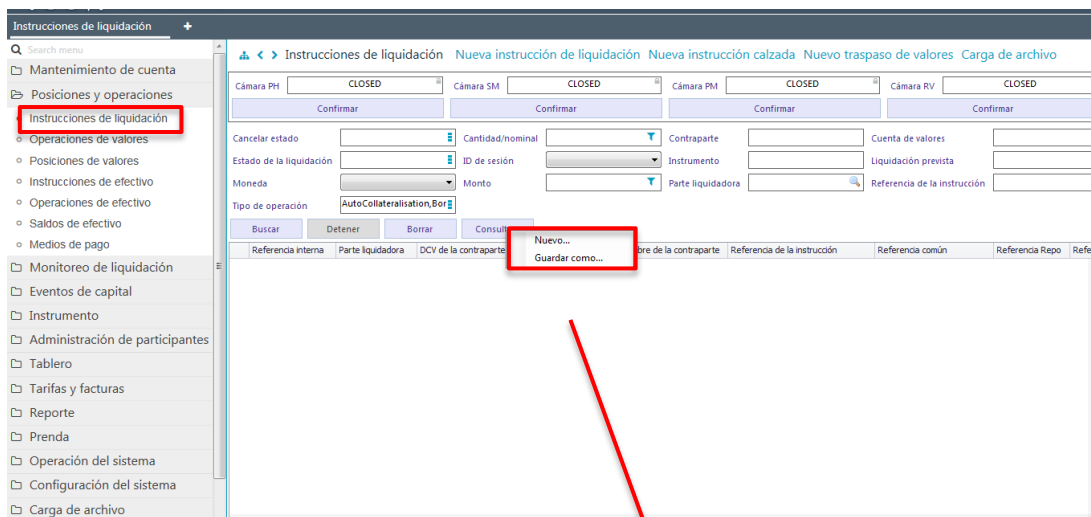 Instrucciones de liquidación +
Search menu
Mantenimiento de cuenta
Posiciones y operaciones
Instrucciones de liquidación
Operaciones de valores
Posiciones de valores
Instrucciones de efectivo
Operaciones de efectivo
Saldos de efectivo
Medios de pago
Monitoreo de liquidación
Eventos de capital
Instrumento
Administración de participantes
Tablero
Tarifas y facturas
Reporte
Prenda
Operación del sistema
Configuración del sistema
Carga de archivo
Instrucciones de liquidación Nueva instrucción de liquidación Nueva instrucción calzada Nuevo traspaso de valores Carga de archivo
Cámara PH CLOSED Cámara SM CLOSED Cámara PM CLOSED Cámara RV CLOSED
Confirmar Confirmar Confirmar Confirmar
Cancelar estado Cantidad/nominal Contraparte Cuenta de valores
Estado de la liquidación ID de sesión Instrumento Liquidación prevista
Moneda Monto Parte liquidadora Referencia de la instrucción
Tipo de operación AutoCollateralisation,Bor
Buscar Detener Borrar Consult
Nuevo...
Guardar como...
Referencia interna Parte liquidadora DCV de la contraparte bre de la contraparte Referencia de la instrucción Referencia común Referencia Repo Refe